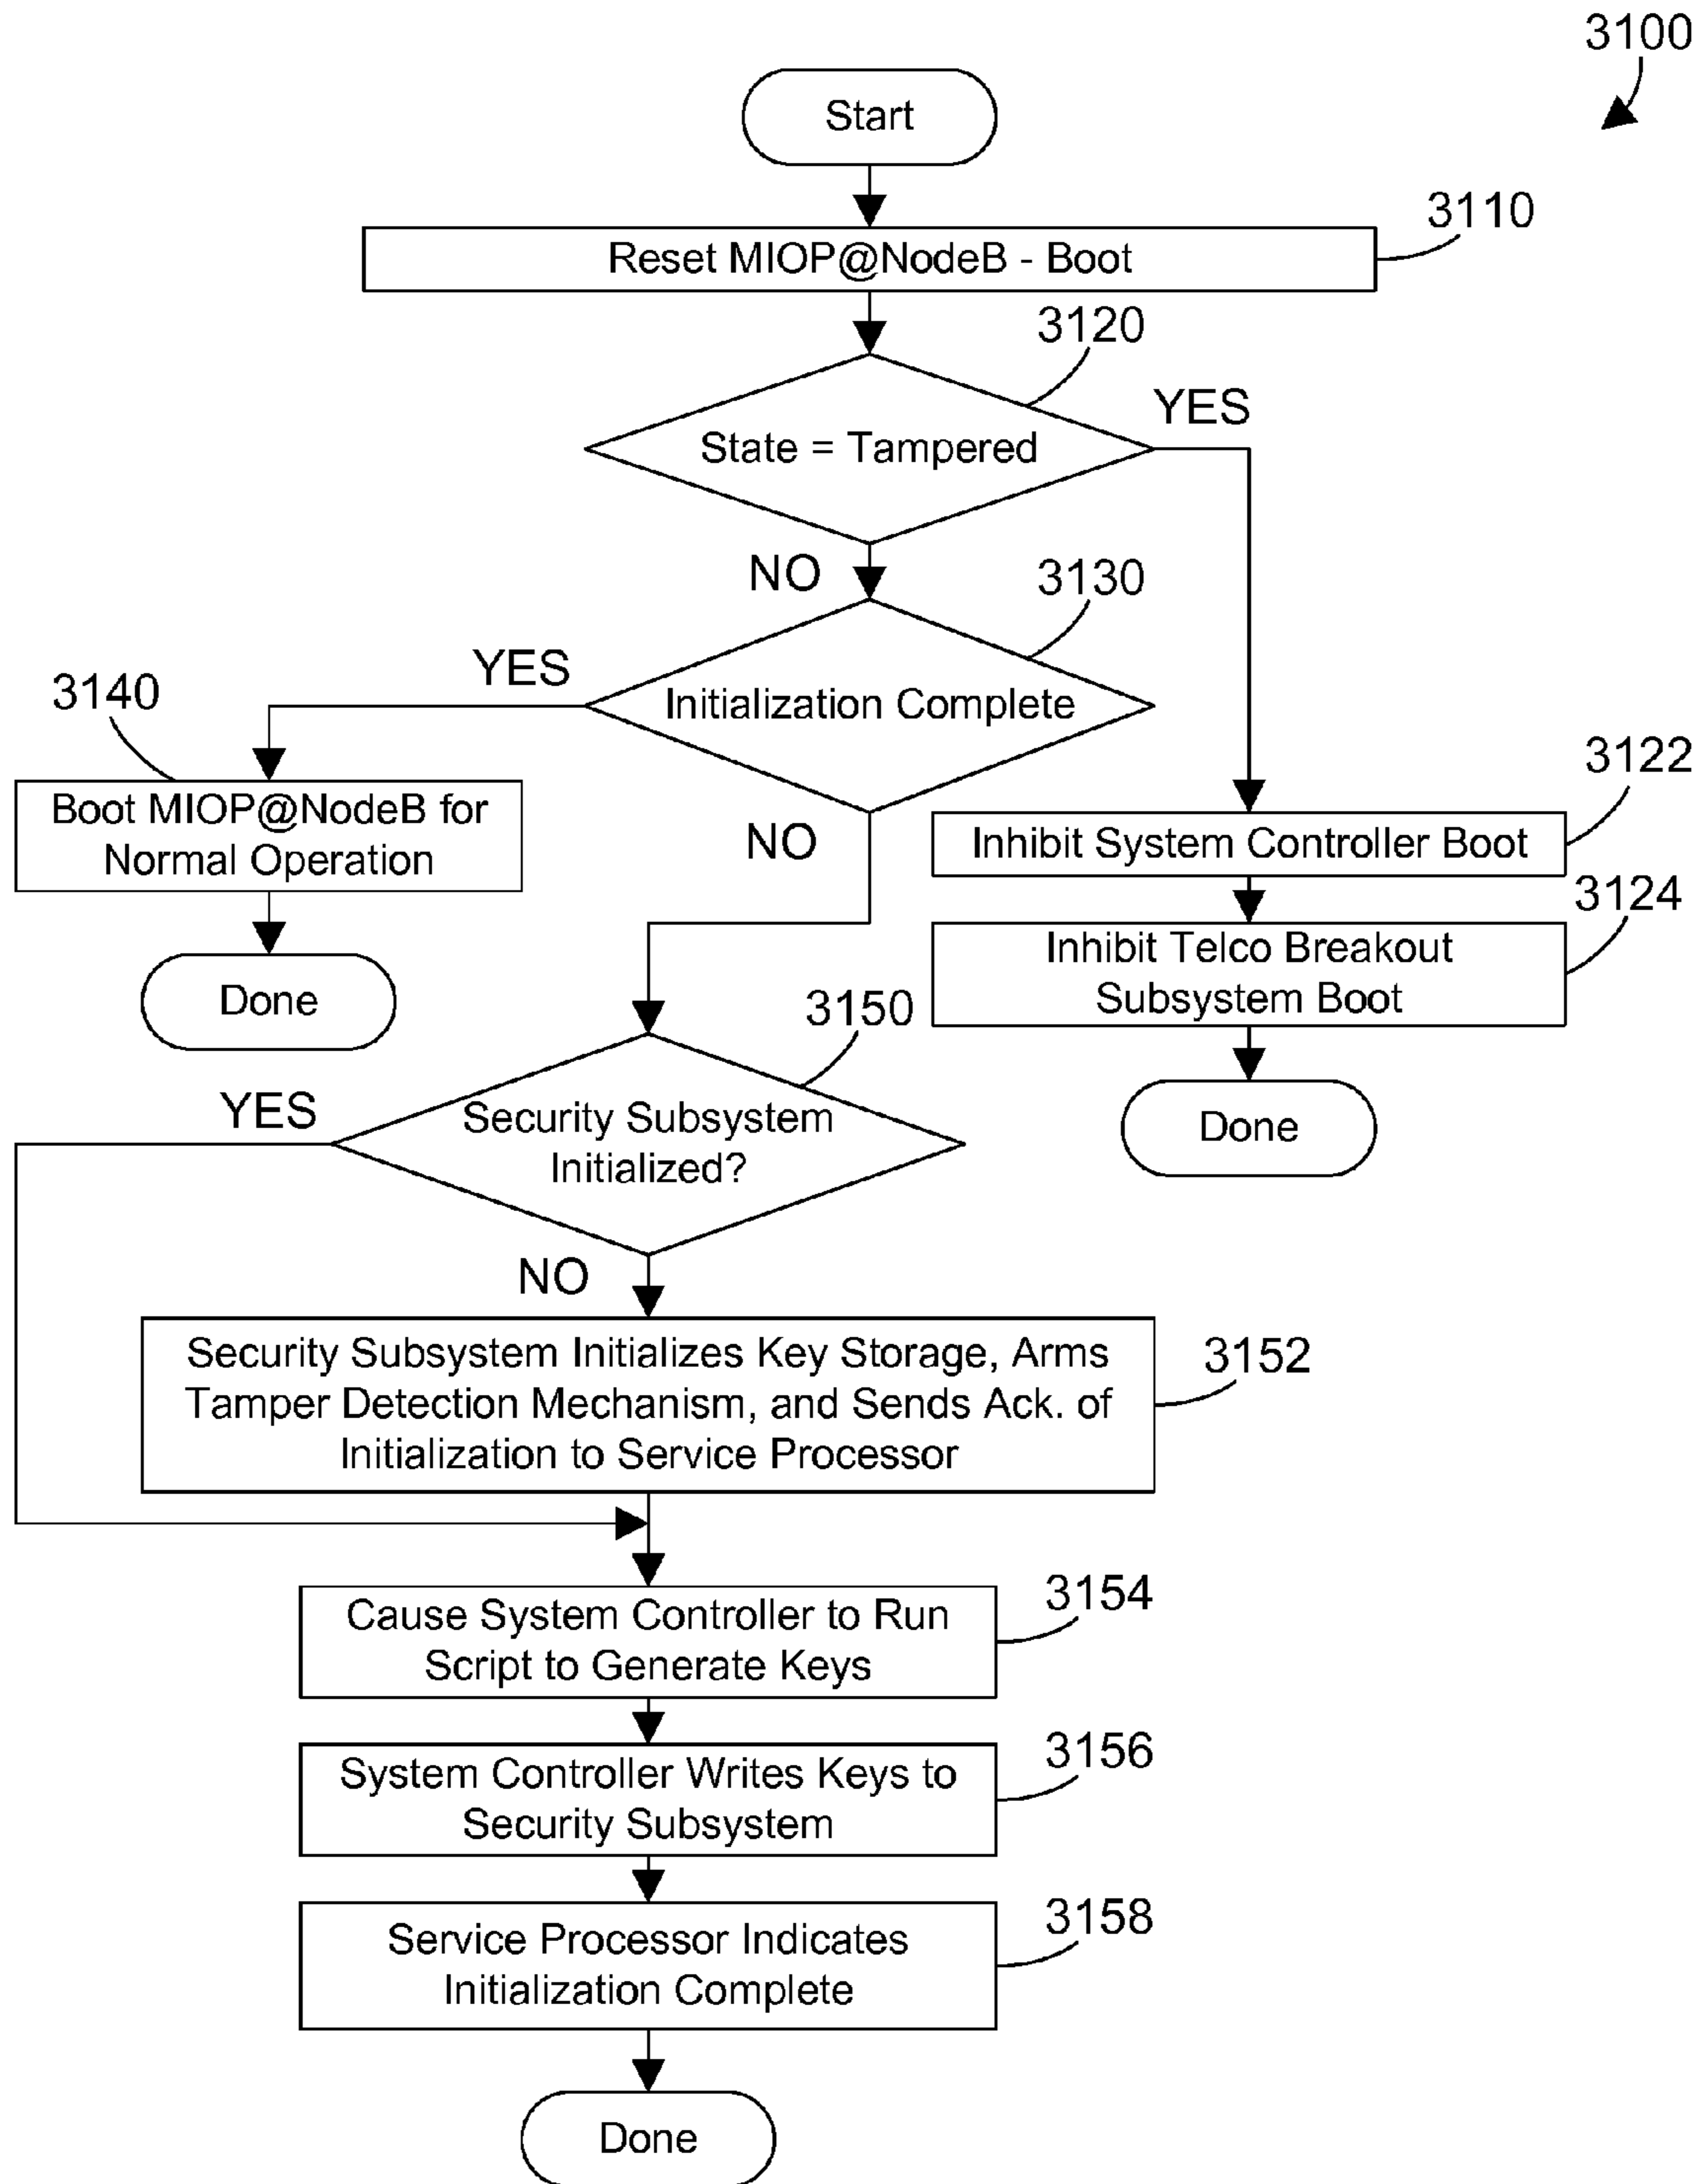 3100
Start
3110
Reset MIOP@NodeB - Boot
3120
YES
State = Tampered
NO
3130
YES
3140
Initialization Complete
3122
Boot MIOP@NodeB for
Normal Operation
NO
Inhibit System Controller Boot
3124
Inhibit Telco Breakout
Subsystem Boot
Done
3150
YES
Security Subsystem
Initialized?
Done
NO
Security Subsystem Initializes Key Storage, Arms
Tamper Detection Mechanism, and Sends Ack. of
Initialization to Service Processor
3152
3154
Cause System Controller to Run
Script to Generate Keys
3156
System Controller Writes Keys to
Security Subsystem
3158
Service Processor Indicates
Initialization Complete
Done